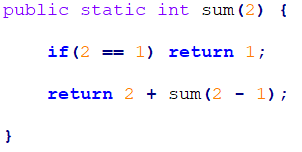 public static int sum(2) {
if(2 == 1) return 1;
return 2 + sum(2 - 1);
}